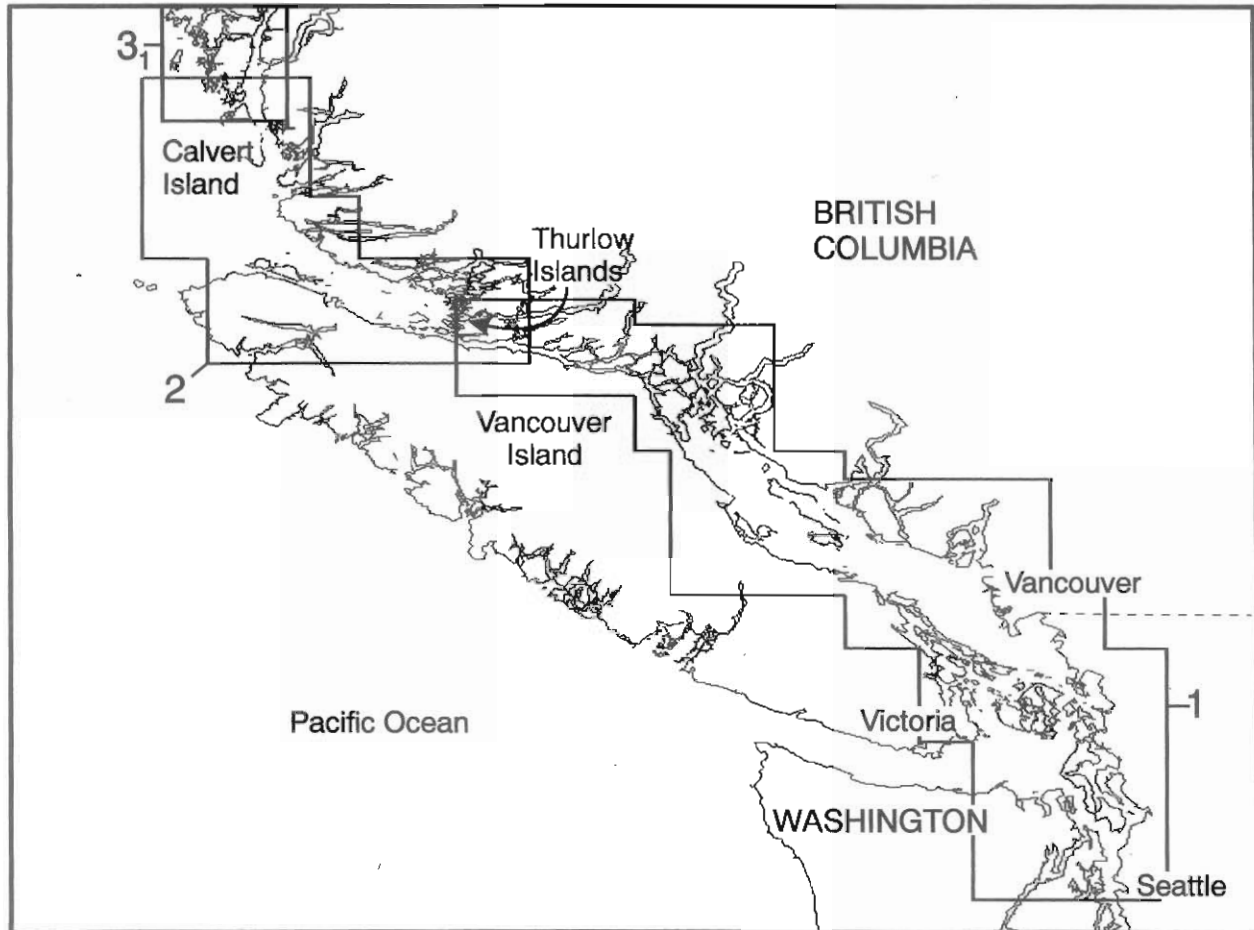 3
1
Calvert
Island
BRITISH
COLUMBIA
Thurlow
Islands
2
Vancouver
Island
Vancouver
1
Pacific Ocean
Victoria
WASHINGTON
Seattle